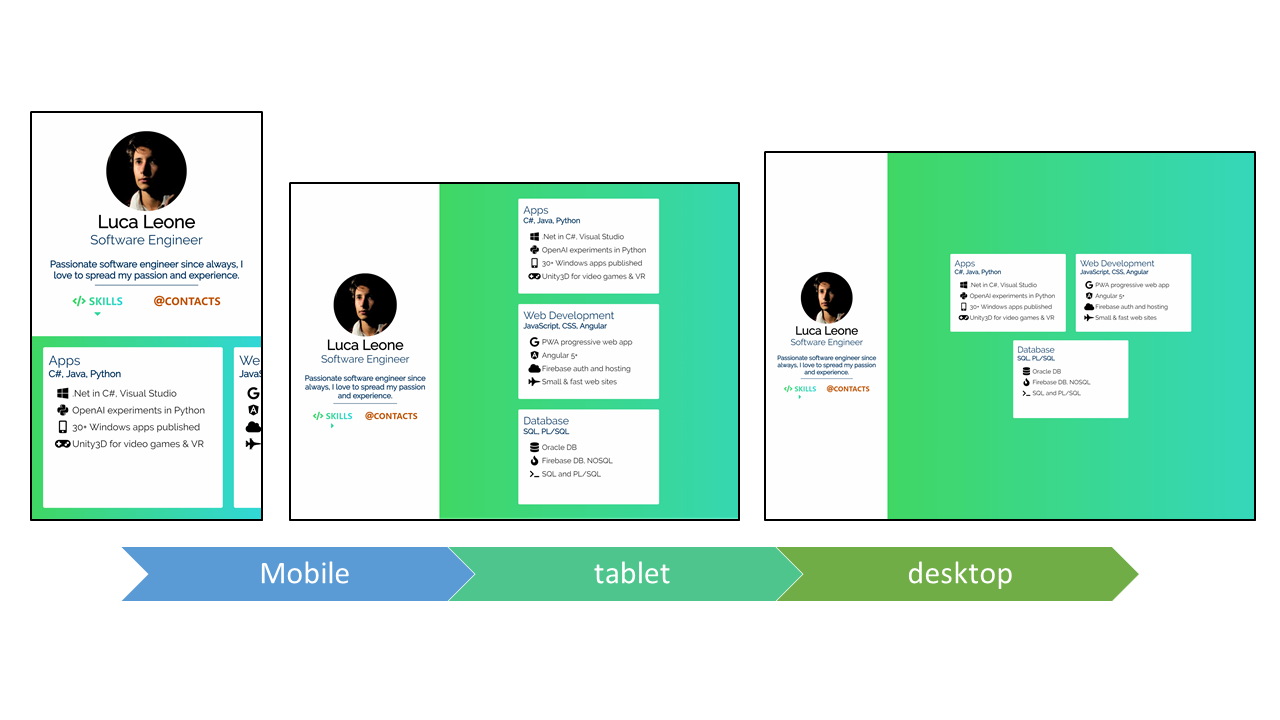 Luca Leone
Software Engineer
Passionate software engineer since always, I
love to spread my passion and experience.
</> SKILLS @CONTACTS
Apps
C#, Java, Python
.Net in C#, Visual Studio
OpenAI experiments in Python
30+ Windows apps published
Unity3D for video games & VR
We
JavaS
Luca Leone
Software Engineer
Passionate software engineer since
always, I love to spread my passion
and experience.
</> SKILLS @CONTACTS
Apps
C#, Java, Python
.Net in C#, Visual Studio
OpenAI experiments in Python
30+ Windows apps published
Unity3D for video games & VR
Web Development
JavaScript, CSS, Angular
PWA progressive web app
Angular 5+
Firebase auth and hosting
Small & fast web sites
Database
SQL, PL/SQL
Oracle DB
Firebase DB, NOSQL
SQL and PL/SQL
Luca Leone
Software Engineer
Passionate software engineer since
always, I love to spread my passion
and experience.
</> SKILLS @CONTACTS
Apps
C#, Java, Python
.Net in C#, Visual Studio
OpenAI experiments in Python
30+ Windows apps published
Unity3D for video games & VR
Web Development
JavaScript, CSS, Angular
PWA progressive web app
Angular 5+
Firebase auth and hosting
Small & fast web sites
Database
SQL, PL/SQL
Oracle DB
Firebase DB, NOSQL
SQL and PL/SQL
Mobile
tablet
desktop